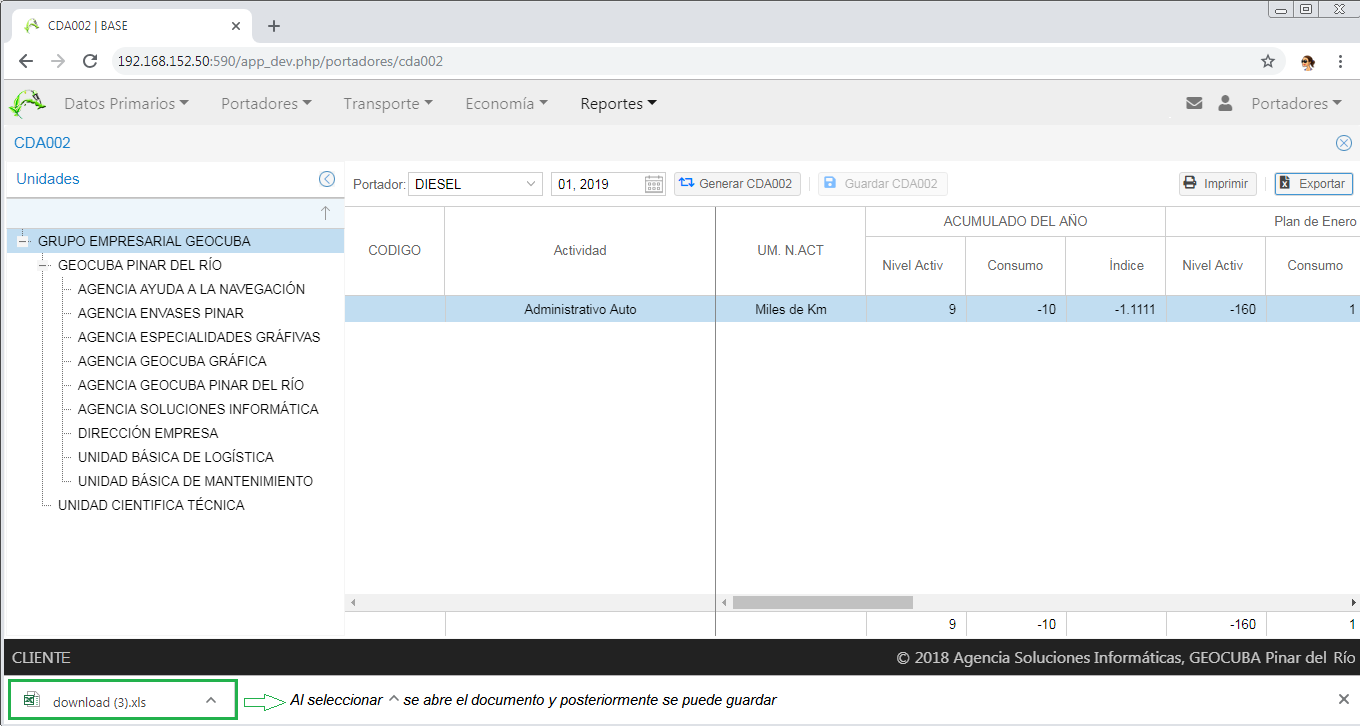 CDA002 | BASE
192.168.152.50:590/app_dev.php/portadores/cda002
Datos Primarios Portadores Transporte Economía Reportes Portadores
CDA002
Unidades
Portador: DIESEL 01, 2019 Generar CDA002 Guardar CDA002 Imprimir Exportar
GRUPO EMPRESARIAL GEOCUBA
GEOCUBA PINAR DEL RÍO
AGENCIA AYUDA A LA NAVEGACIÓN
AGENCIA ENVASES PINAR
AGENCIA ESPECIALIDADES GRÁFIVAS
AGENCIA GEOCUBA GRÁFICA
AGENCIA GEOCUBA PINAR DEL RÍO
AGENCIA SOLUCIONES INFORMÁTICA
DIRECCIÓN EMPRESA
UNIDAD BÁSICA DE LOGÍSTICA
UNIDAD BÁSICA DE MANTENIMIENTO
UNIDAD CIENTIFICA TÉCNICA
ACUMULADO DEL AÑO Plan de Enero
CODIGO Actividad UM. N.ACT
Nivel Activ Consumo Índice Nivel Activ Consumo
Administrativo Auto Miles de Km 9 -10 -1.1111 -160 1
9 -10 -160 1
CLIENTE © 2018 Agencia Soluciones Informáticas, GEOCUBA Pinar del Río
download (3).xls Al seleccionar ^ se abre el documento y posteriormente se puede guardar